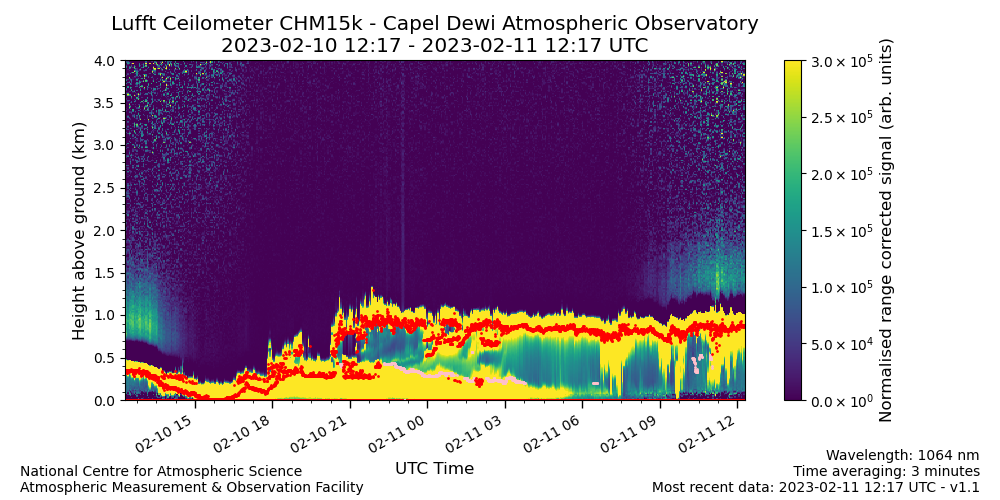 Lufft Ceilometer CHM15k - Capel Dewi Atmospheric Observatory
2023-02-10 12:17 - 2023-02-11 12:17 UTC
Height above ground (km)
4.0
3.5
3.0
2.5
2.0
1.5
1.0
0.5
0.0
02-10 15
02-10 18
02-10 21
02-11 00
02-11 03
02-11 06
02-11 09
02-11 12
UTC Time
3.0 × 10⁵
2.5 × 10⁵
2.0 × 10⁵
1.5 × 10⁵
1.0 × 10⁵
5.0 × 10⁴
0.0 × 10⁰
Normalised range corrected signal (arb. units)
National Centre for Atmospheric Science
Atmospheric Measurement & Observation Facility
Wavelength: 1064 nm
Time averaging: 3 minutes
Most recent data: 2023-02-11 12:17 UTC - v1.1